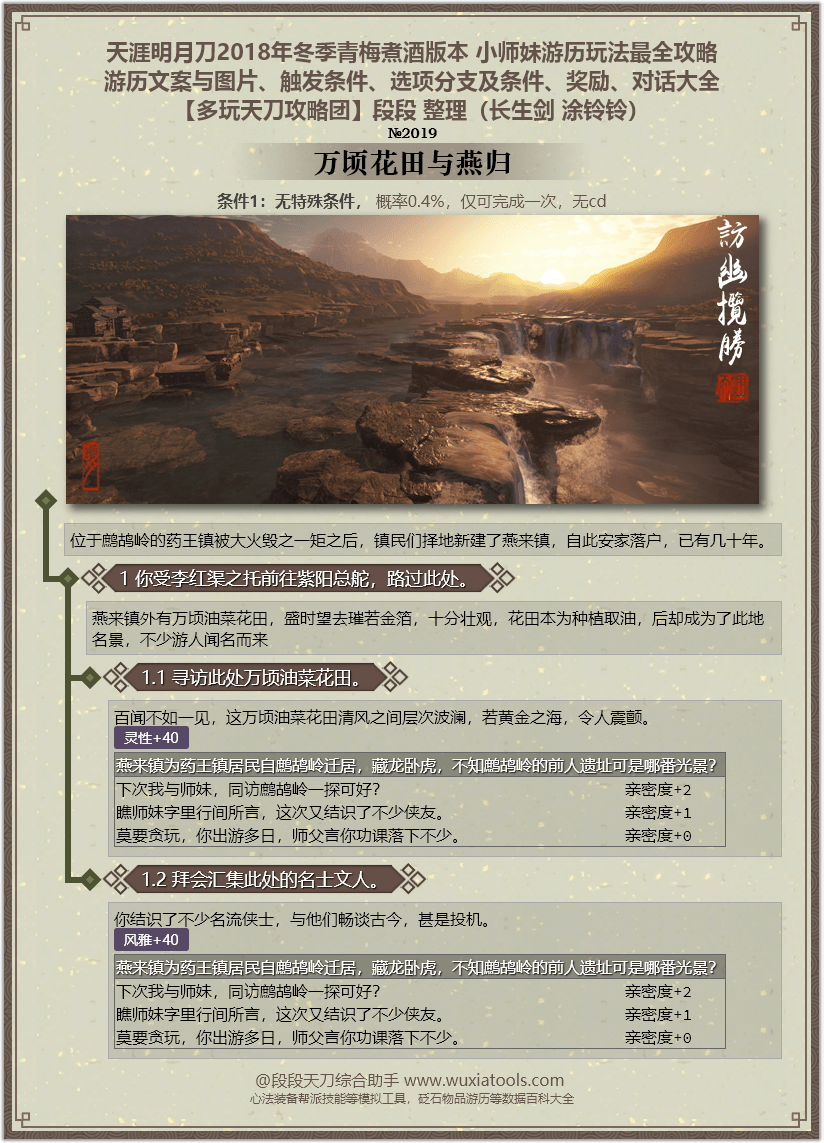 天涯明月刀2018年冬季青梅煮酒版本 小师妹游历玩法最全攻略
游历文案与图片、触发条件、选项分支及条件、奖励、对话大全
【多玩天刀攻略团】段段 整理（长生剑 涂铃铃）
№2019
万顷花田与燕归
条件1：无特殊条件， 概率0.4%，仅可完成一次，无cd
訪幽攬勝
位于鹧鸪岭的药王镇被大火毁之一矩之后，镇民们择地新建了燕来镇，自此安家落户，已有几十年。
1 你受李红渠之托前往紫阳总舵，路过此处。
燕来镇外有万顷油菜花田，盛时望去璀若金箔，十分壮观，花田本为种植取油，后却成为了此地
名景，不少游人闻名而来
1.1 寻访此处万顷油菜花田。
百闻不如一见，这万顷油菜花田清风之间层次波澜，若黄金之海，令人震颤。
灵性+40
燕来镇为药王镇居民自鹧鸪岭迁居，藏龙卧虎，不知鹧鸪岭的前人遗址可是哪番光景？
下次我与师妹，同访鹧鸪岭一探可好？ 亲密度+2
瞧师妹字里行间所言，这次又结识了不少侠友。 亲密度+1
莫要贪玩，你出游多日，师父言你功课落下不少。 亲密度+0
1.2 拜会汇集此处的名士文人。
你结识了不少名流侠士，与他们畅谈古今，甚是投机。
风雅+40
燕来镇为药王镇居民自鹧鸪岭迁居，藏龙卧虎，不知鹧鸪岭的前人遗址可是哪番光景？
下次我与师妹，同访鹧鸪岭一探可好？ 亲密度+2
瞧师妹字里行间所言，这次又结识了不少侠友。 亲密度+1
莫要贪玩，你出游多日，师父言你功课落下不少。 亲密度+0
@段段天刀综合助手 www.wuxiatools.com
心法装备帮派技能等模拟工具，砭石物品游历等数据百科大全